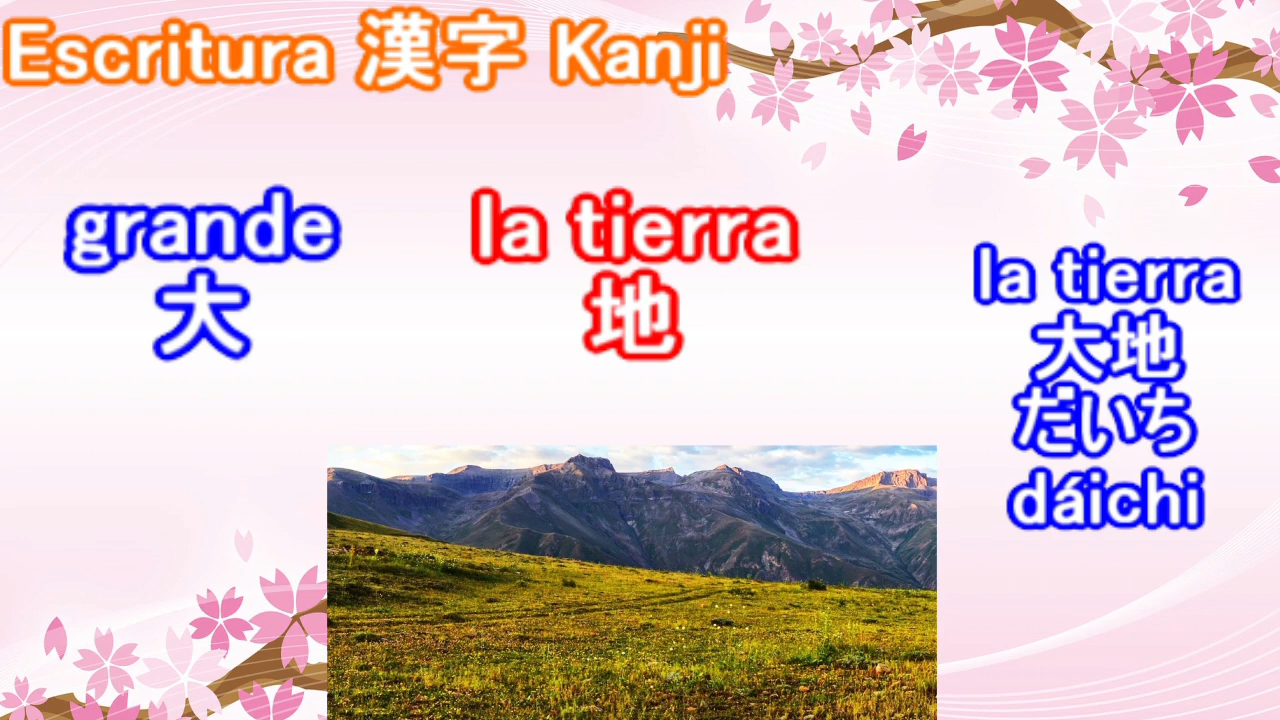 Escritura 漢字 Kanji
grande
大
la tierra
地
la tierra
大地
だいち
dáichi